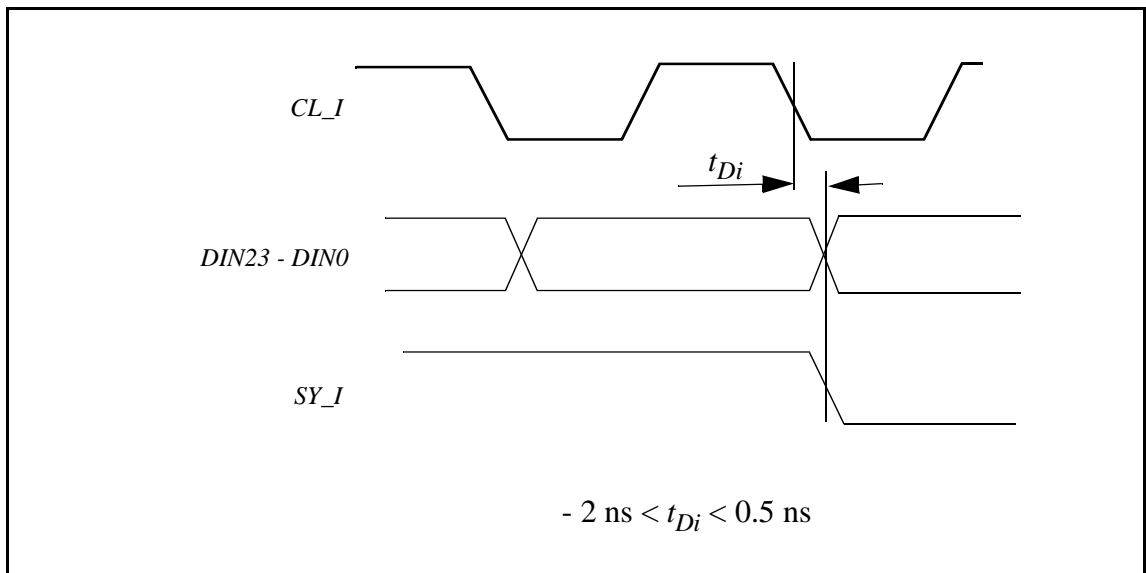 CL_I
t_Di
DIN23 - DIN0
SY_I
- 2 ns < t_Di < 0.5 ns